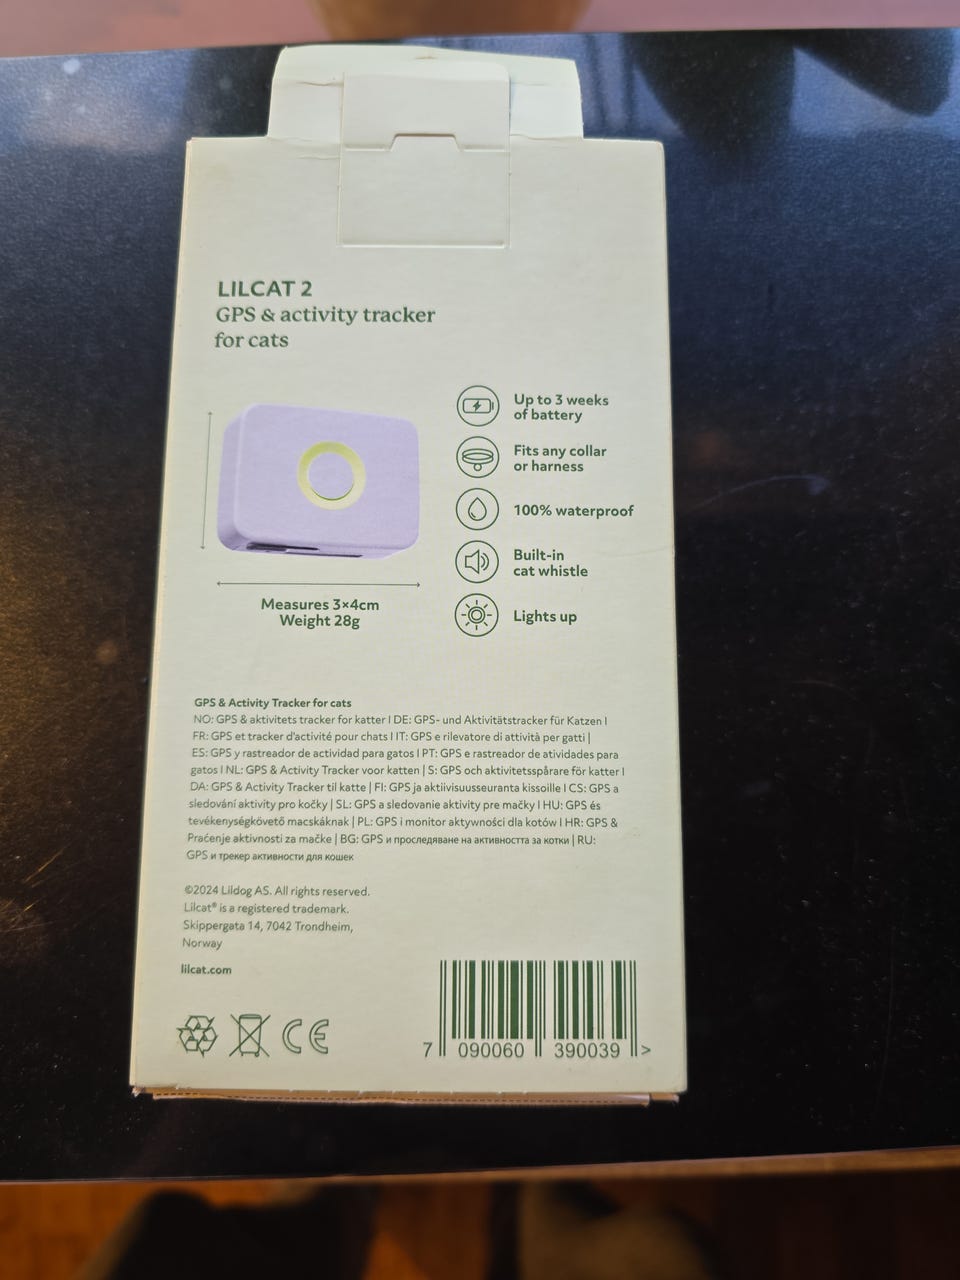 LILCAT 2
GPS & activity tracker
for cats
Up to 3 weeks
of battery
Fits any collar
or harness
100% waterproof
Built-in
cat whistle
Lights up
Measures 3×4cm
Weight 28g
GPS & Activity Tracker for cats
NO: GPS & aktivitets tracker for katter I DE: GPS- und Aktivitätstracker für Katzen I
FR: GPS et tracker d'activité pour chats I IT: GPS e rilevatore di attività per gatti |
ES: GPS y rastreador de actividad para gatos I PT: GPS e rastreador de atividades para
gatos I NL: GPS & Activity Tracker voor katten | S: GPS och aktivitetsspårare för katter I
DA: GPS & Activity Tracker til katte | FI: GPS ja aktiivisuusseuranta kissoille I CS: GPS a
sledování aktivity pro kočky | SL: GPS a sledovanie aktivity pre mačky I HU: GPS és
tevékenységkövető macskáknak | PL: GPS i monitor aktywności dla kotów I HR: GPS &
Praćenje aktivnosti za mačke | BG: GPS и проследяване на активността за котки | RU:
GPS и трекер активности для кошек
©2024 Lildog AS. All rights reserved.
Lilcat® is a registered trademark.
Skippergata 14, 7042 Trondheim,
Norway
lilcat.com
CE
7 090060 390039 >